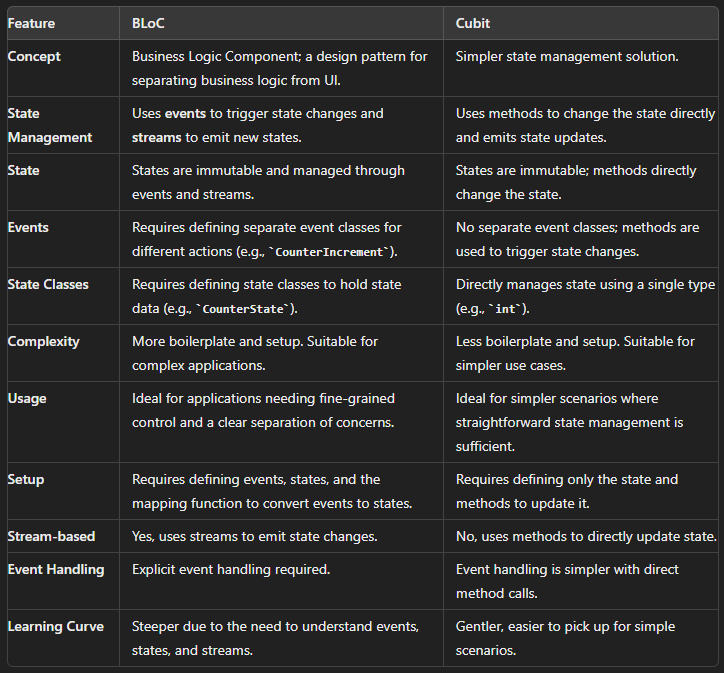 Feature BLoC Cubit
Concept Business Logic Component; a design pattern for Simpler state management solution.
separating business logic from UI.
State Uses events to trigger state changes and Uses methods to change the state directly
Management streams to emit new states. and emits state updates.
State States are immutable and managed through States are immutable; methods directly
events and streams. change the state.
Events Requires defining separate event classes for No separate event classes; methods are
different actions (e.g., `CounterIncrement`). used to trigger state changes.
State Classes Requires defining state classes to hold state Directly manages state using a single type
data (e.g., `CounterState`). (e.g., `int`).
Complexity More boilerplate and setup. Suitable for Less boilerplate and setup. Suitable for
complex applications. simpler use cases.
Usage Ideal for applications needing fine-grained Ideal for simpler scenarios where
control and a clear separation of concerns. straightforward state management is
sufficient.
Setup Requires defining events, states, and the Requires defining only the state and
mapping function to convert events to states. methods to update it.
Stream-based Yes, uses streams to emit state changes. No, uses methods to directly update state.
Event Handling Explicit event handling required. Event handling is simpler with direct
method calls.
Learning Curve Steeper due to the need to understand events, Gentler, easier to pick up for simple
states, and streams. scenarios.